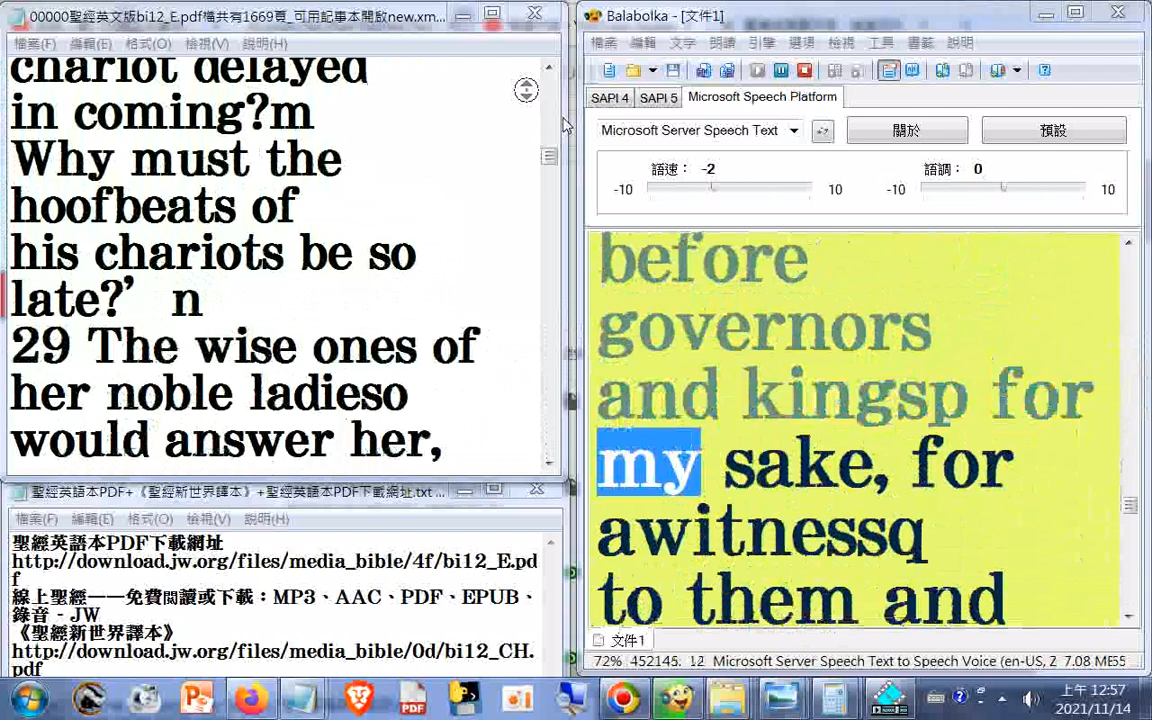 00000聖經英文版bi12_E.pdf檔共有1669頁_可用記事本開啟new.xm...
檔案(F) 編輯(E) 格式(O) 檢視(V) 說明(H)
chariot delayed
in coming?m
Why must the
hoofbeats of
his chariots be so
late?’ n
29 The wise ones of
her noble ladieso
would answer her,
聖經英語本PDF+《聖經新世界譯本》+聖經英語本PDF下載網址.txt ...
檔案(F) 編輯(E) 格式(O) 檢視(V) 說明(H)
聖經英語本PDF下載網址
http://download.jw.org/files/media_bible/4f/bi12_E.pd
f
線上聖經──免費閱讀或下載：MP3、AAC、PDF、EPUB、
錄音 - JW
《聖經新世界譯本》
http://download.jw.org/files/media_bible/0d/bi12_CH.
pdf
Balabolka - [文件1]
檔案 編輯 文字 朗讀 引擎 選項 檢視 工具 書籤 說明
SAPI 4 SAPI 5 Microsoft Speech Platform
Microsoft Server Speech Text 關於 預設
語速： -2 語調： 0
-10 10 -10 10
before
governors
and kingsp for
my sake, for
awitnessq
to them and
文件1
72% 452145: 12 Microsoft Server Speech Text to Speech Voice (en-US, 2 7.08 ME55
上午 12:57
2021/11/14